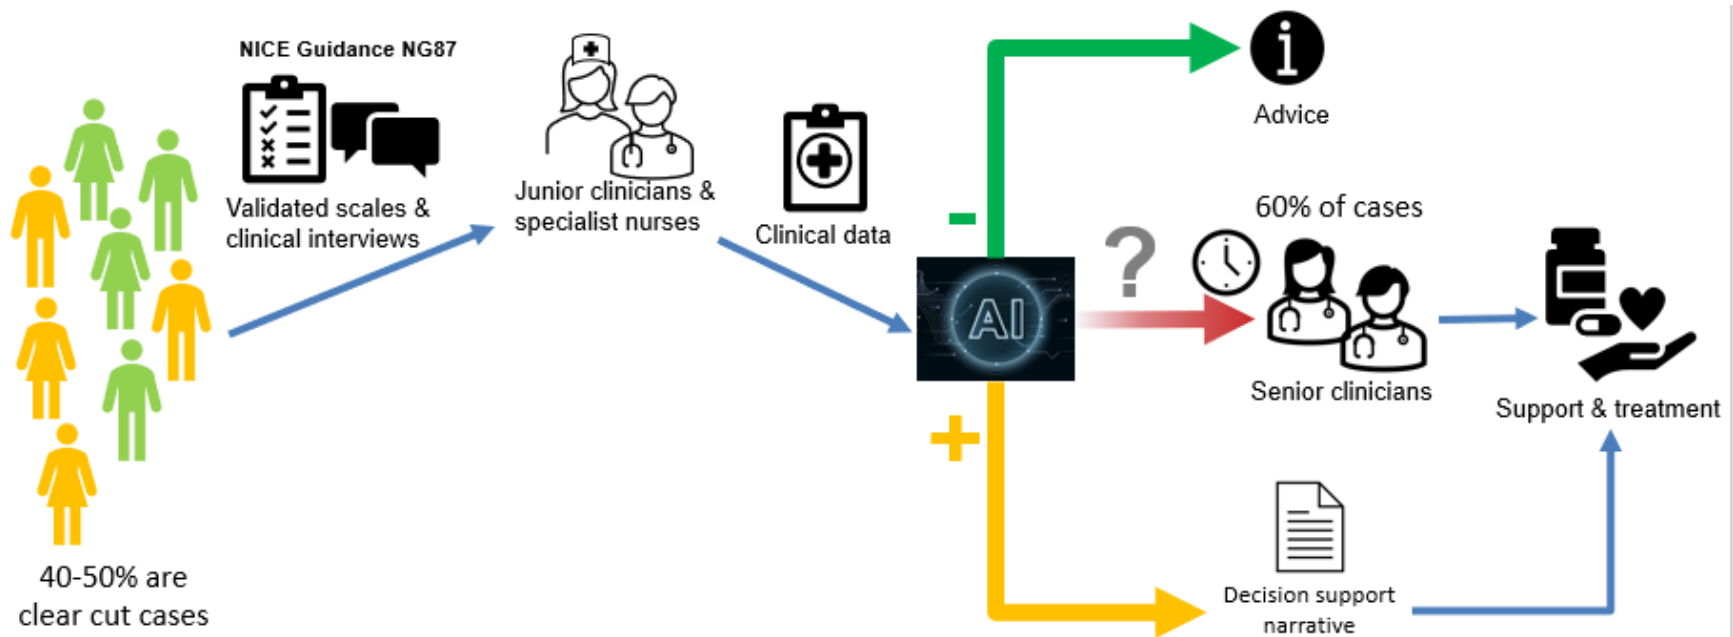 NICE Guidance NG87
Validated scales &
clinical interviews
40-50% are
clear cut cases
Junior clinicians &
specialist nurses
Clinical data
AI
-
+
?
Advice
60% of cases
Senior clinicians
Support & treatment
Decision support
narrative